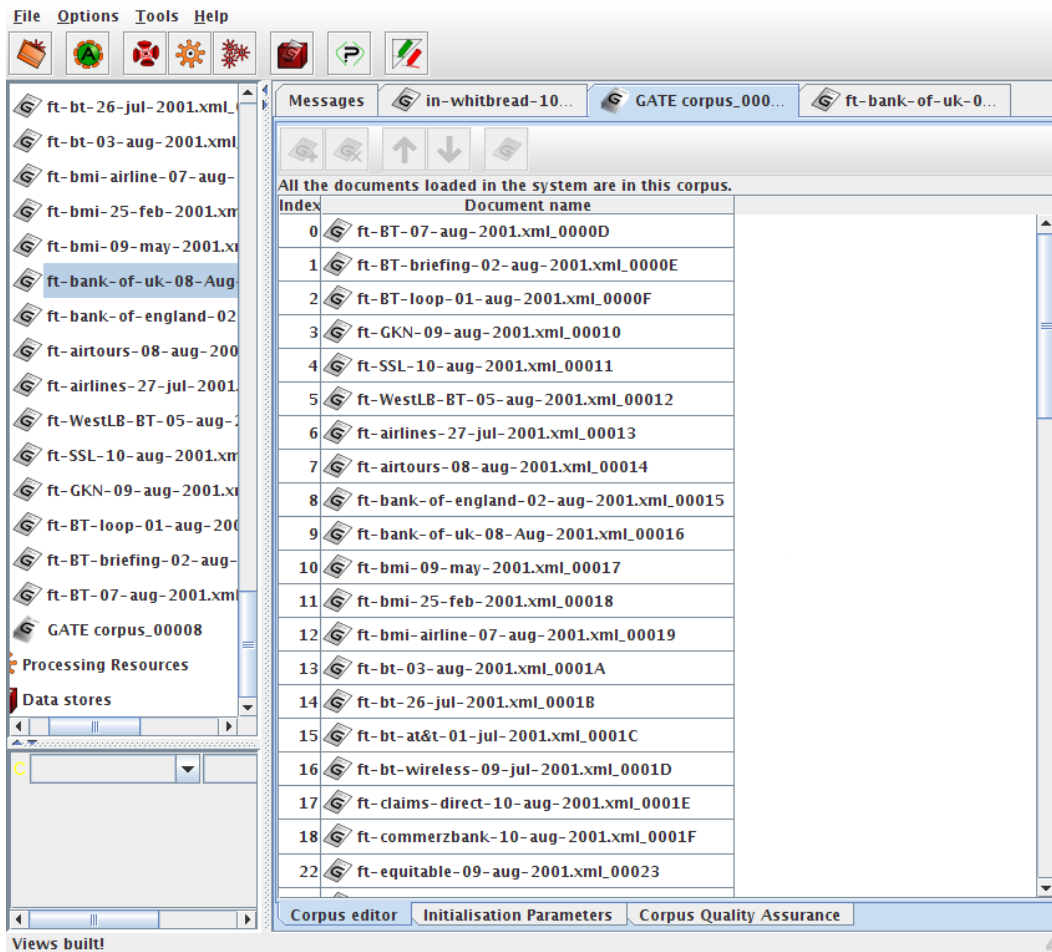 File Options Tools Help
ft-bt-26-jul-2001.xml_
ft-bt-03-aug-2001.xml
ft-bmi-airline-07-aug-
ft-bmi-25-feb-2001.xm
ft-bmi-09-may-2001.x
ft-bank-of-uk-08-Aug
ft-bank-of-england-02
ft-airtours-08-aug-200
ft-airlines-27-jul-2001.
ft-WestLB-BT-05-aug-
ft-SSL-10-aug-2001.xm
ft-GKN-09-aug-2001.x
ft-BT-loop-01-aug-200
ft-BT-briefing-02-aug-
ft-BT-07-aug-2001.xml
GATE corpus_00008
Processing Resources
Data stores
C
Messages in-whitbread-10... GATE corpus_000... ft-bank-of-uk-0...
All the documents loaded in the system are in this corpus.
Index Document name
0 ft-BT-07-aug-2001.xml_0000D
1 ft-BT-briefing-02-aug-2001.xml_0000E
2 ft-BT-loop-01-aug-2001.xml_0000F
3 ft-GKN-09-aug-2001.xml_00010
4 ft-SSL-10-aug-2001.xml_00011
5 ft-WestLB-BT-05-aug-2001.xml_00012
6 ft-airlines-27-jul-2001.xml_00013
7 ft-airtours-08-aug-2001.xml_00014
8 ft-bank-of-england-02-aug-2001.xml_00015
9 ft-bank-of-uk-08-Aug-2001.xml_00016
10 ft-bmi-09-may-2001.xml_00017
11 ft-bmi-25-feb-2001.xml_00018
12 ft-bmi-airline-07-aug-2001.xml_00019
13 ft-bt-03-aug-2001.xml_0001A
14 ft-bt-26-jul-2001.xml_0001B
15 ft-bt-at&t-01-jul-2001.xml_0001C
16 ft-bt-wireless-09-jul-2001.xml_0001D
17 ft-claims-direct-10-aug-2001.xml_0001E
18 ft-commerzbank-10-aug-2001.xml_0001F
22 ft-equitable-09-aug-2001.xml_00023
Corpus editor Initialisation Parameters Corpus Quality Assurance
Views built!